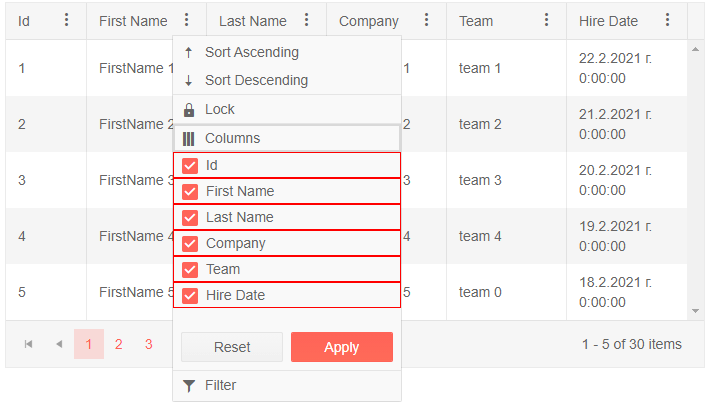 Id First Name Last Name Company Team Hire Date
Sort Ascending
Sort Descending
Lock
Columns
Id
First Name
Last Name
Company
Team
Hire Date
Reset Apply
Filter
1 FirstName 1 1 team 1 22.2.2021 г.
0:00:00
2 FirstName 2 2 team 2 21.2.2021 г.
0:00:00
3 FirstName 3 3 team 3 20.2.2021 г.
0:00:00
4 FirstName 4 4 team 4 19.2.2021 г.
0:00:00
5 FirstName 5 5 team 0 18.2.2021 г.
0:00:00
1 2 3 1 - 5 of 30 items